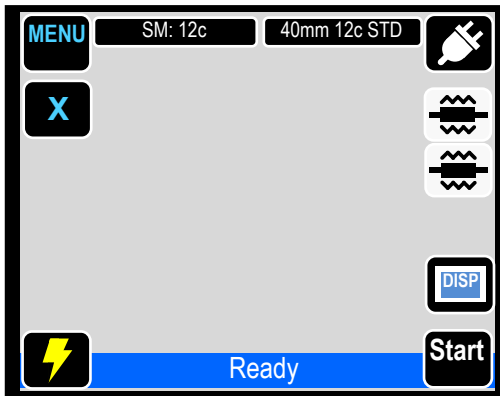 MENU
SM: 12c
40mm 12c STD
X
DISP
Ready
Start